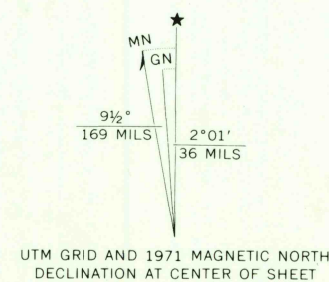 ★
MN
GN
9½°
169 MILS
2°01′
36 MILS
UTM GRID AND 1971 MAGNETIC NORTH
DECLINATION AT CENTER OF SHEET